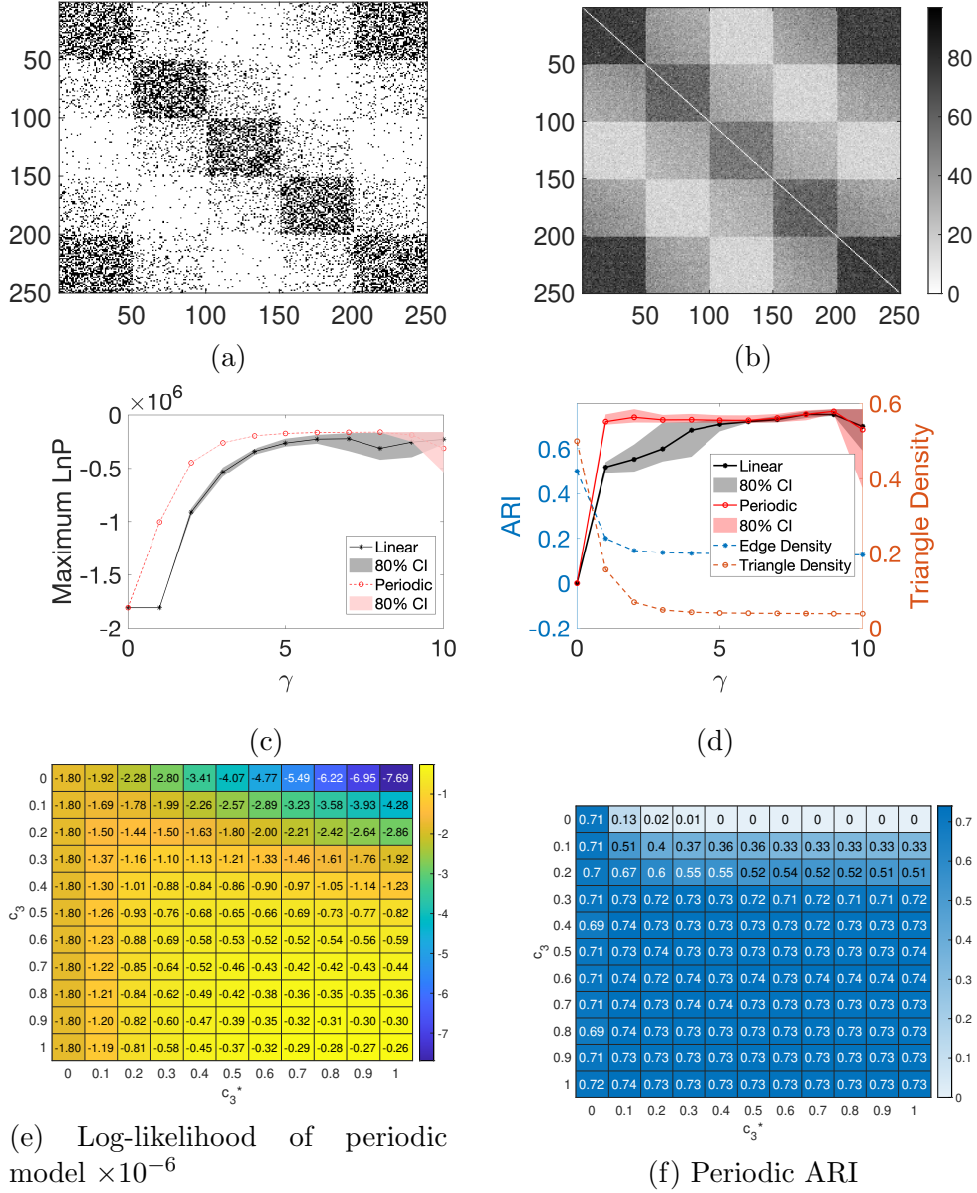 50
100
150
200
250
50 100 150 200 250
(a)
50
100
150
200
250
50 100 150 200 250
80
60
40
20
0
(b)
×10^6
0
-0.5
-1
-1.5
-2
Maximum LnP
0 5 10
γ
Linear
80% CI
Periodic
80% CI
(c)
0.6
0.4
0.2
0
-0.2
ARI
0.6
0.4
0.2
0
Triangle Density
0 5 10
γ
Linear
80% CI
Periodic
80% CI
Edge Density
Triangle Density
(d)
0 -1.80 -1.92 -2.28 -2.80 -3.41 -4.07 -4.77 -5.49 -6.22 -6.95 -7.69
0.1 -1.80 -1.69 -1.78 -1.99 -2.26 -2.57 -2.89 -3.23 -3.58 -3.93 -4.28
0.2 -1.80 -1.50 -1.44 -1.50 -1.63 -1.80 -2.00 -2.21 -2.42 -2.64 -2.86
0.3 -1.80 -1.37 -1.16 -1.10 -1.13 -1.21 -1.33 -1.46 -1.61 -1.76 -1.92
0.4 -1.80 -1.30 -1.01 -0.88 -0.84 -0.86 -0.90 -0.97 -1.05 -1.14 -1.23
0.5 -1.80 -1.26 -0.93 -0.76 -0.68 -0.65 -0.66 -0.69 -0.73 -0.77 -0.82
0.6 -1.80 -1.23 -0.88 -0.69 -0.58 -0.53 -0.52 -0.52 -0.54 -0.56 -0.59
0.7 -1.80 -1.22 -0.85 -0.64 -0.52 -0.46 -0.43 -0.42 -0.42 -0.43 -0.44
0.8 -1.80 -1.21 -0.84 -0.62 -0.49 -0.42 -0.38 -0.36 -0.35 -0.35 -0.36
0.9 -1.80 -1.20 -0.82 -0.60 -0.47 -0.39 -0.35 -0.32 -0.31 -0.30 -0.30
1 -1.80 -1.19 -0.81 -0.58 -0.45 -0.37 -0.32 -0.29 -0.28 -0.27 -0.26
0 0.1 0.2 0.3 0.4 0.5 0.6 0.7 0.8 0.9 1
c3
c3*
-1
-2
-3
-4
-5
-6
-7
(e) Log-likelihood of periodic
model ×10^−6
0 0.71 0.13 0.02 0.01 0 0 0 0 0 0 0
0.1 0.71 0.51 0.4 0.37 0.36 0.36 0.33 0.33 0.33 0.33 0.33
0.2 0.7 0.67 0.6 0.55 0.55 0.52 0.54 0.52 0.52 0.51 0.51
0.3 0.71 0.73 0.72 0.73 0.73 0.72 0.71 0.72 0.71 0.71 0.72
0.4 0.69 0.74 0.73 0.73 0.73 0.73 0.73 0.72 0.73 0.73 0.73
0.5 0.71 0.73 0.74 0.73 0.73 0.73 0.73 0.73 0.73 0.73 0.74
0.6 0.71 0.74 0.72 0.74 0.73 0.74 0.73 0.74 0.74 0.74 0.74
0.7 0.71 0.73 0.74 0.74 0.74 0.73 0.73 0.73 0.73 0.73 0.73
0.8 0.69 0.74 0.73 0.73 0.73 0.73 0.73 0.73 0.73 0.73 0.73
0.9 0.71 0.73 0.73 0.73 0.73 0.73 0.73 0.73 0.73 0.73 0.73
1 0.72 0.74 0.73 0.73 0.73 0.73 0.73 0.73 0.73 0.73 0.73
0 0.1 0.2 0.3 0.4 0.5 0.6 0.7 0.8 0.9 1
c3
c3*
0.7
0.6
0.5
0.4
0.3
0.2
0.1
0
(f) Periodic ARI